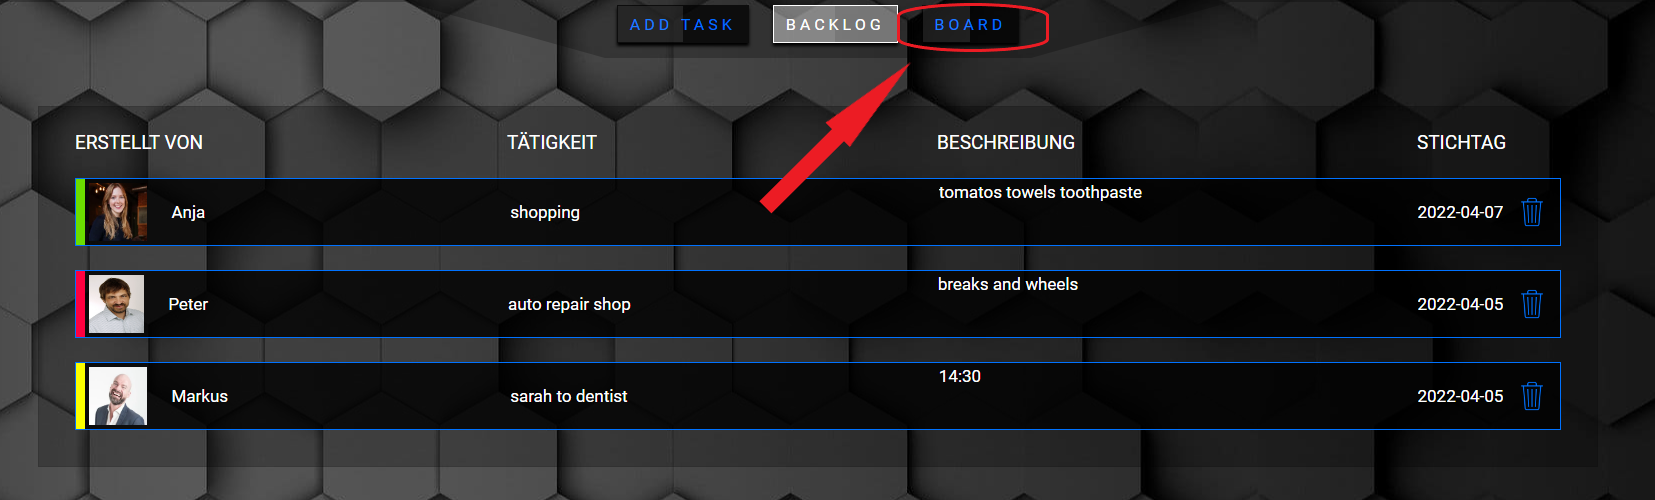 ADD TASK BACKLOG BOARD
ERSTELLT VON TÄTIGKEIT BESCHREIBUNG STICHTAG
Anja shopping tomatos towels toothpaste 2022-04-07
Peter auto repair shop breaks and wheels 2022-04-05
Markus sarah to dentist 14:30 2022-04-05